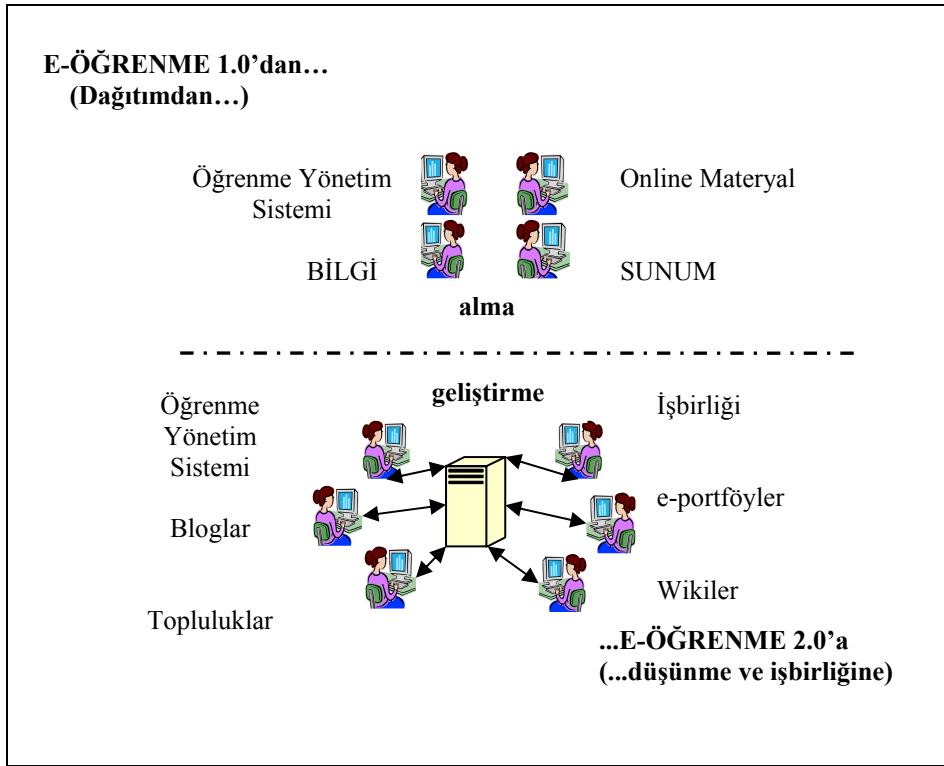 E-ÖĞRENME 1.0’dan…
(Dağıtımdan…)
Öğrenme Yönetim
Sistemi
Online Materyal
BİLGİ
SUNUM
alma
geliştirme
Öğrenme
Yönetim
Sistemi
İşbirliği
e-portföyler
Bloglar
Wikiler
Topluluklar
...E-ÖĞRENME 2.0’a
(...düşünme ve işbirliğine)